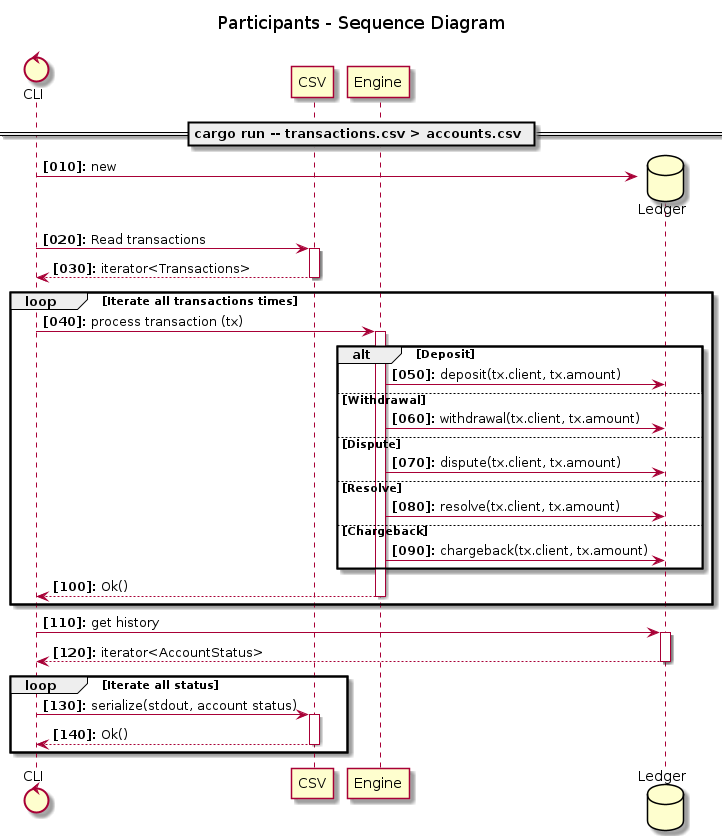 Participants - Sequence Diagram
CLI
CSV
Engine
cargo run -- transactions.csv > accounts.csv
[010]: new
Ledger
[020]: Read transactions
[030]: iterator<Transactions>
loop [Iterate all transactions times]
[040]: process transaction (tx)
alt [Deposit]
[050]: deposit(tx.client, tx.amount)
[Withdrawal]
[060]: withdrawal(tx.client, tx.amount)
[Dispute]
[070]: dispute(tx.client, tx.amount)
[Resolve]
[080]: resolve(tx.client, tx.amount)
[Chargeback]
[090]: chargeback(tx.client, tx.amount)
[100]: Ok()
[110]: get history
[120]: iterator<AccountStatus>
loop [Iterate all status]
[130]: serialize(stdout, account status)
[140]: Ok()
CLI
CSV
Engine
Ledger